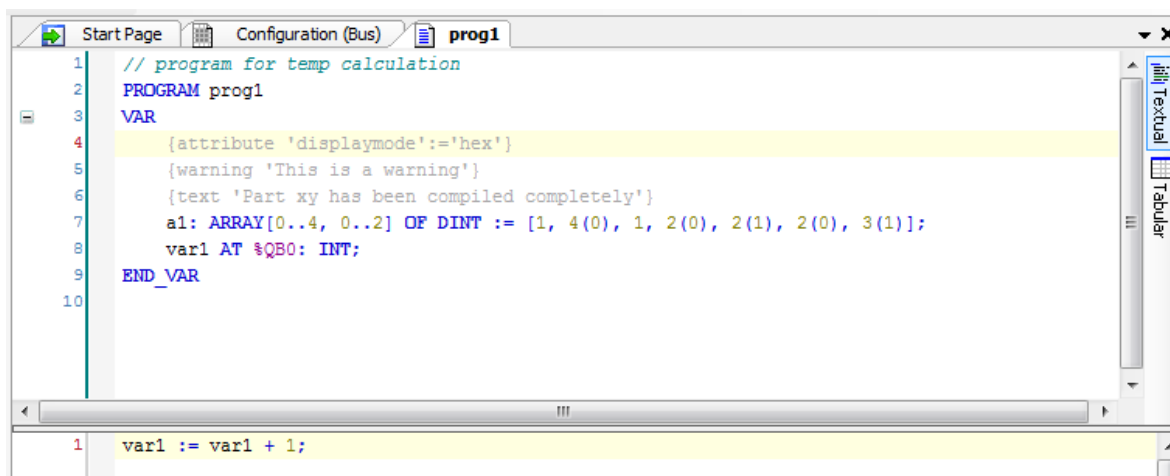 Start Page Configuration (Bus) prog1
1 // program for temp calculation
2 PROGRAM prog1
3 VAR
4 {attribute 'displaymode':='hex'}
5 {warning 'This is a warning'}
6 {text 'Part xy has been compiled completely'}
7 a1: ARRAY[0..4, 0..2] OF DINT := [1, 4(0), 1, 2(0), 2(1), 2(0), 3(1)];
8 var1 AT %QB0: INT;
9 END_VAR
10
1 var1 := var1 + 1;
Textual
Tabular